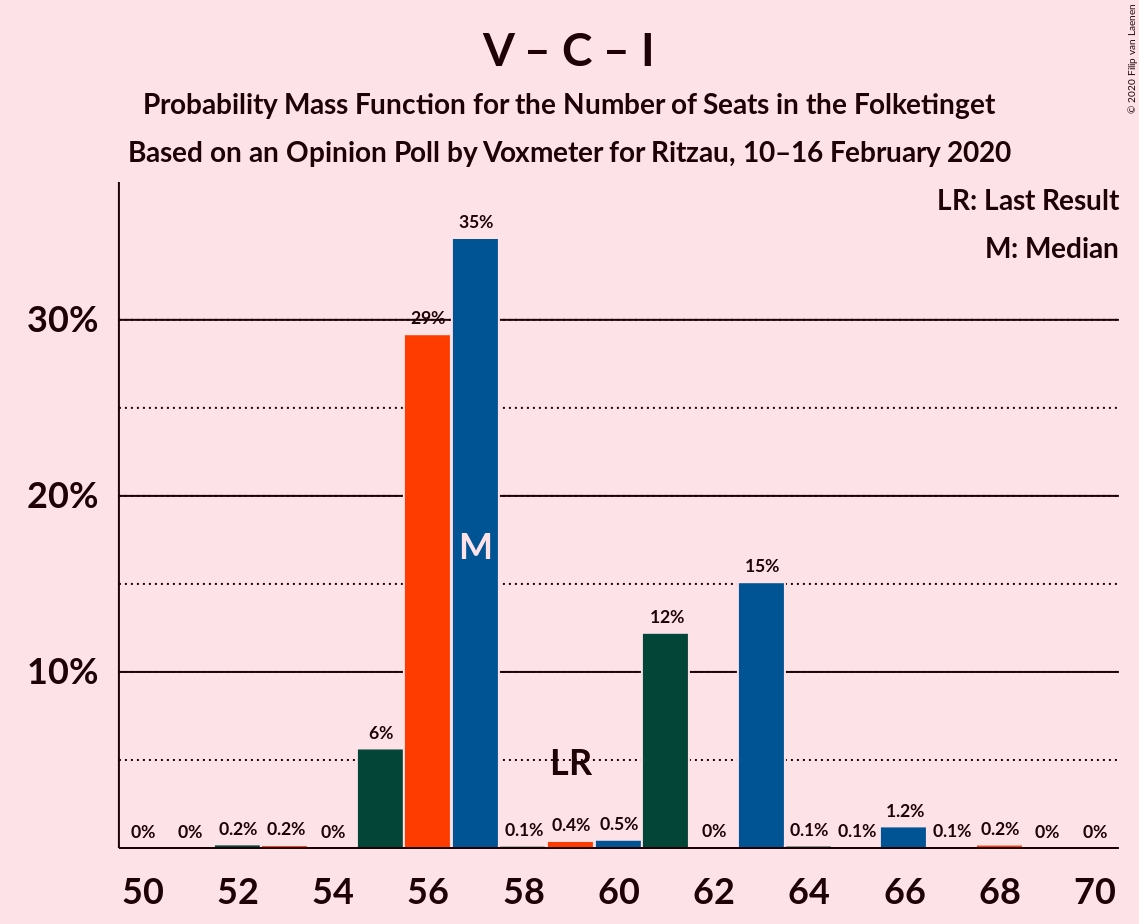 V – C – I
Probability Mass Function for the Number of Seats in the Folketinget
Based on an Opinion Poll by Voxmeter for Ritzau, 10–16 February 2020
© 2020 Filip van Laenen
LR: Last Result
M: Median
30%
20%
10%
0% 0% 0.2% 0.2% 0% 6% 29% 35% 0.1% 0.4% 0.5% 12% 0% 15% 0.1% 0.1% 1.2% 0.1% 0.2% 0% 0%
M
LR
50 52 54 56 58 60 62 64 66 68 70